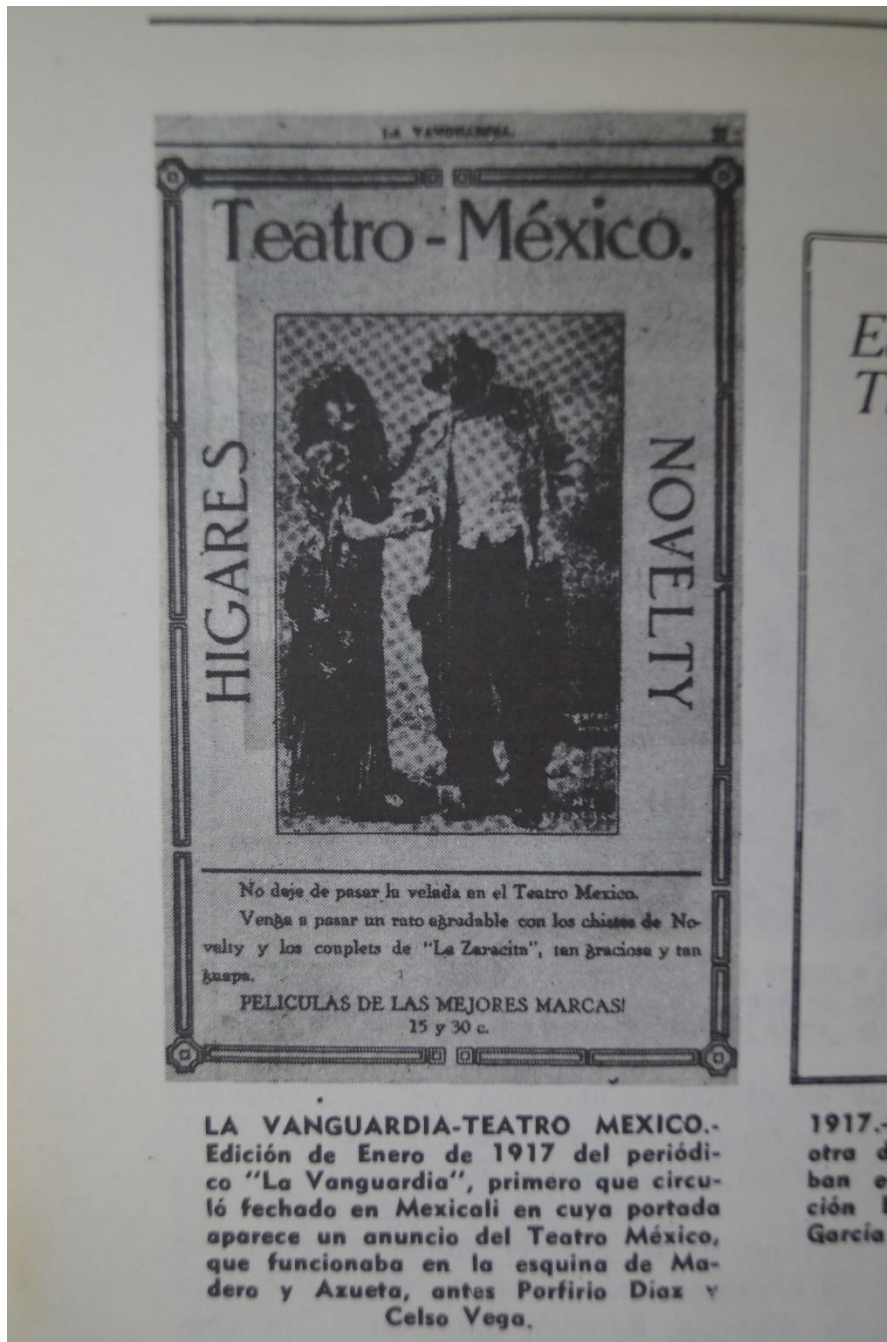 LA VANGUARDIA.
Teatro-México.
HIGARES
NOVELTY
No deje de pasar la velada en el Teatro Mexico.
Venga a pasar un rato agradable con los chistes de No-
velty y los couplets de "La Zaracita", tan graciosa y tan
guapa.
PELICULAS DE LAS MEJORES MARCAS!
15 y 30 c.
LA VANGUARDIA-TEATRO MEXICO.-
Edición de Enero de 1917 del periódi-
co "La Vanguardia", primero que circu-
ló fechado en Mexicali en cuya portada
aparece un anuncio del Teatro México,
que funcionaba en la esquina de Ma-
dero y Azueta, antes Porfirio Diaz y
Celso Vega.
E
T
1917.-
otra d
ban e
ción
García